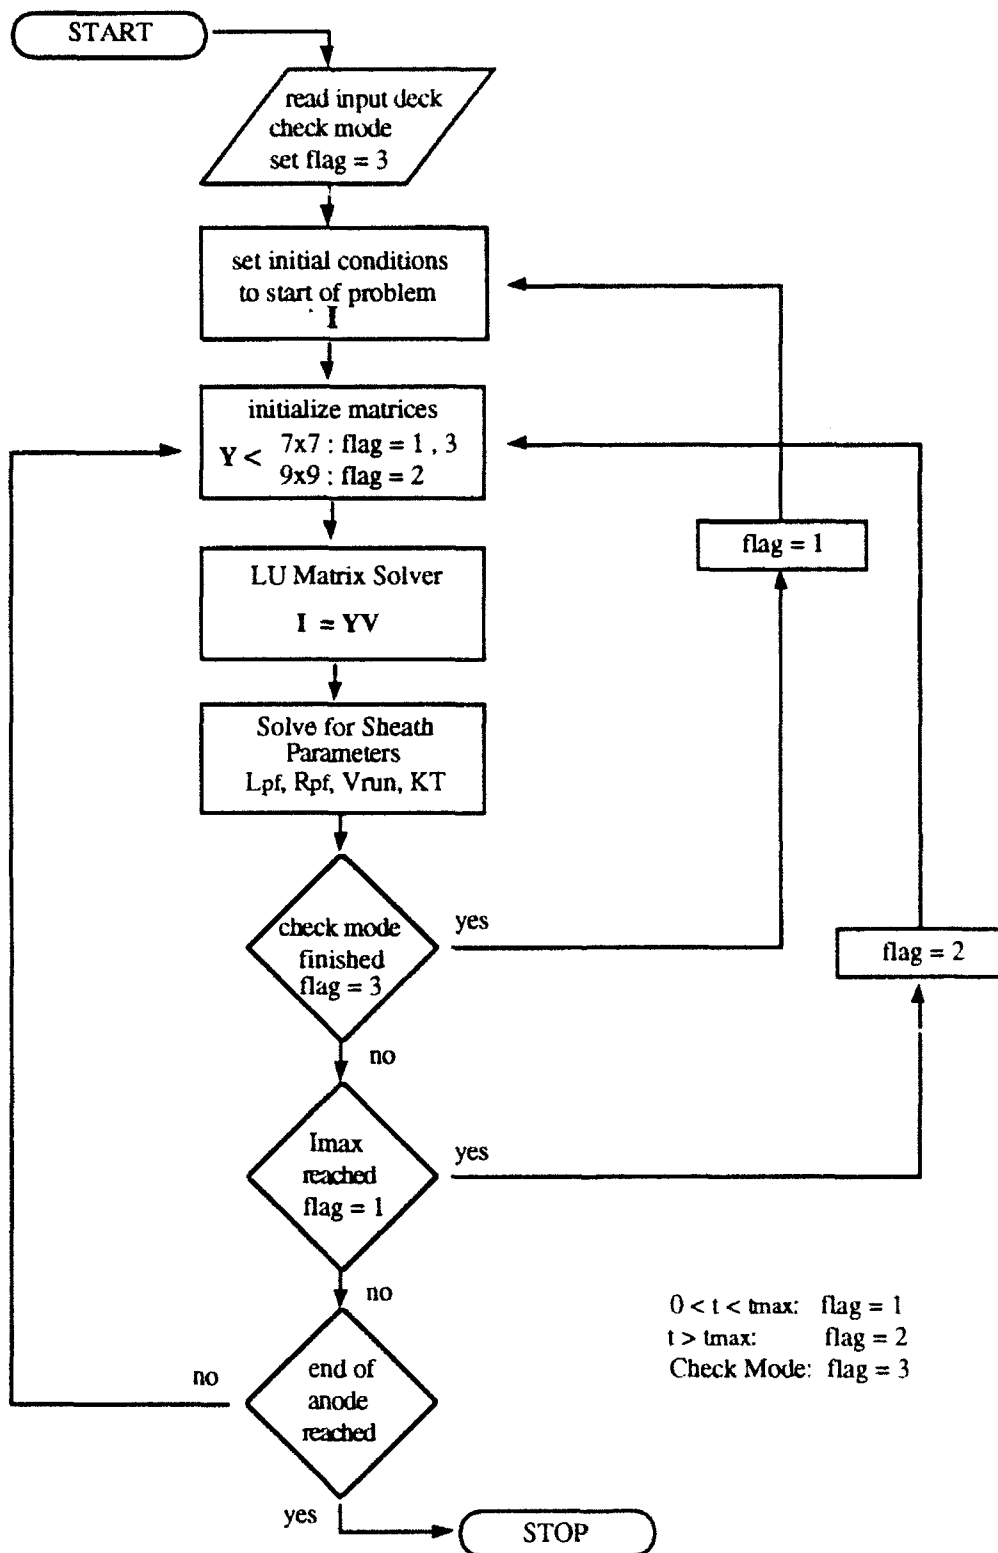 START
read input deck
check mode
set flag = 3
set initial conditions
to start of problem
I
initialize matrices
Y < 7x7 : flag = 1 , 3
9x9 : flag = 2
flag = 1
LU Matrix Solver
I = YV
Solve for Sheath
Parameters
Lpf, Rpf, Vrun, KT
check mode
finished
flag = 3
yes
flag = 2
no
Imax
reached
flag = 1
yes
no
0 < t < tmax: flag = 1
t > tmax: flag = 2
Check Mode: flag = 3
end of
anode
reached
no
yes
STOP